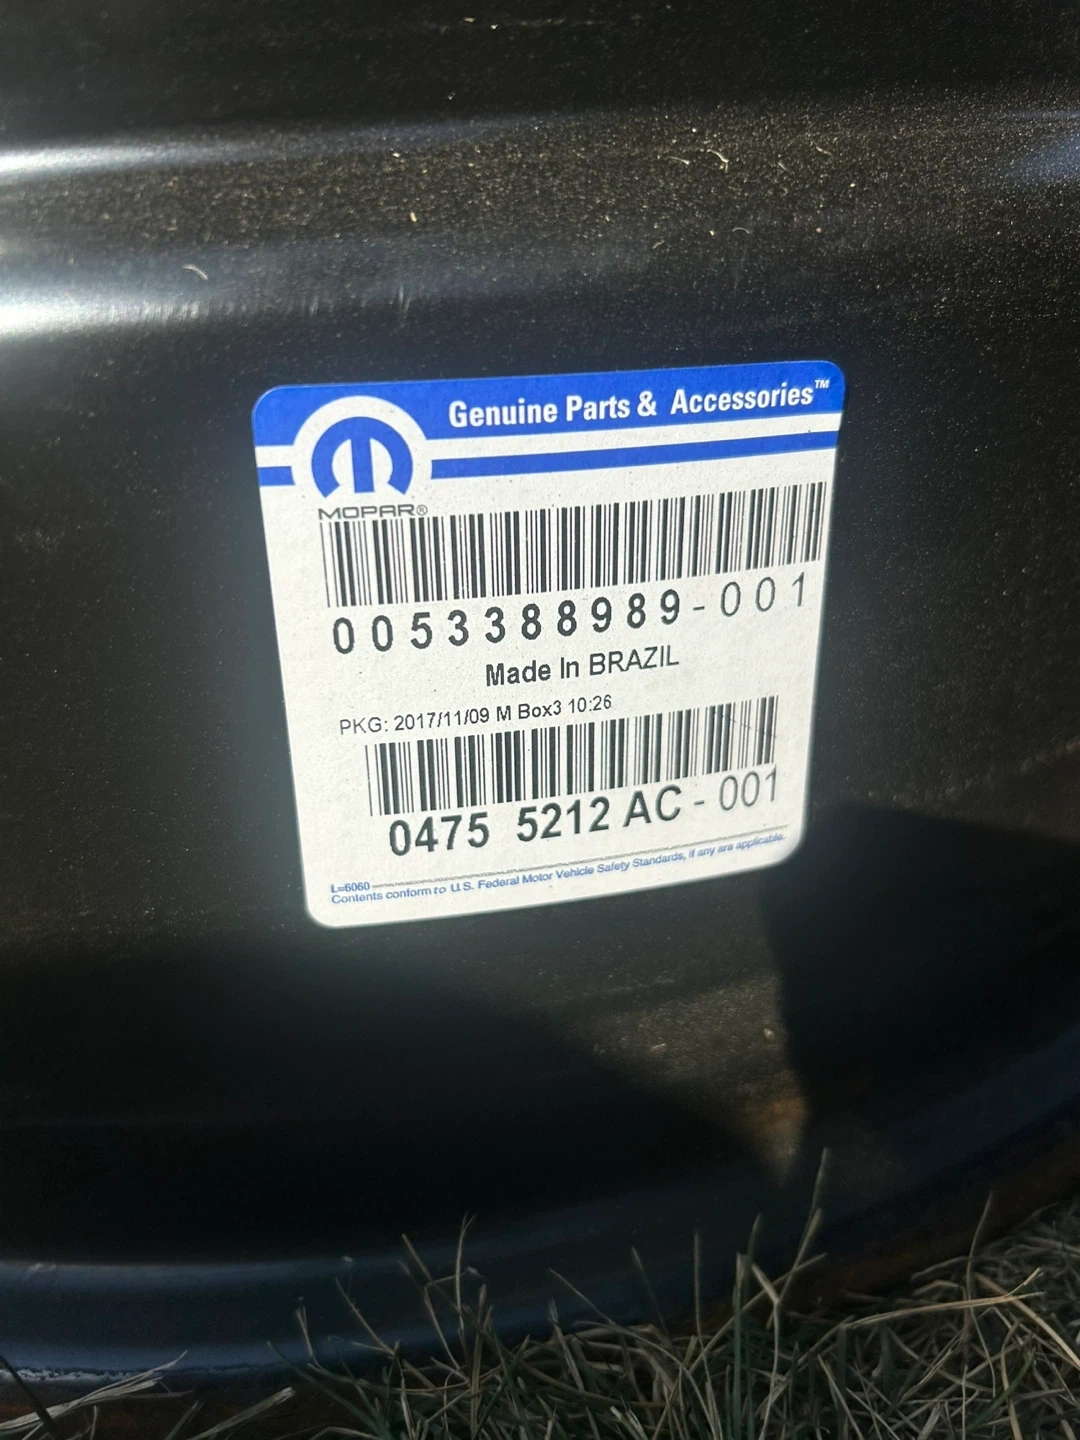 Genuine Parts & Accessories™
MOPAR®
0053388989-001
Made In BRAZIL
PKG: 2017/11/09 M Box3 10:26
0475 5212 AC-001
L=6060
Contents conform to U.S. Federal Motor Vehicle Safety Standards, if any are applicable.